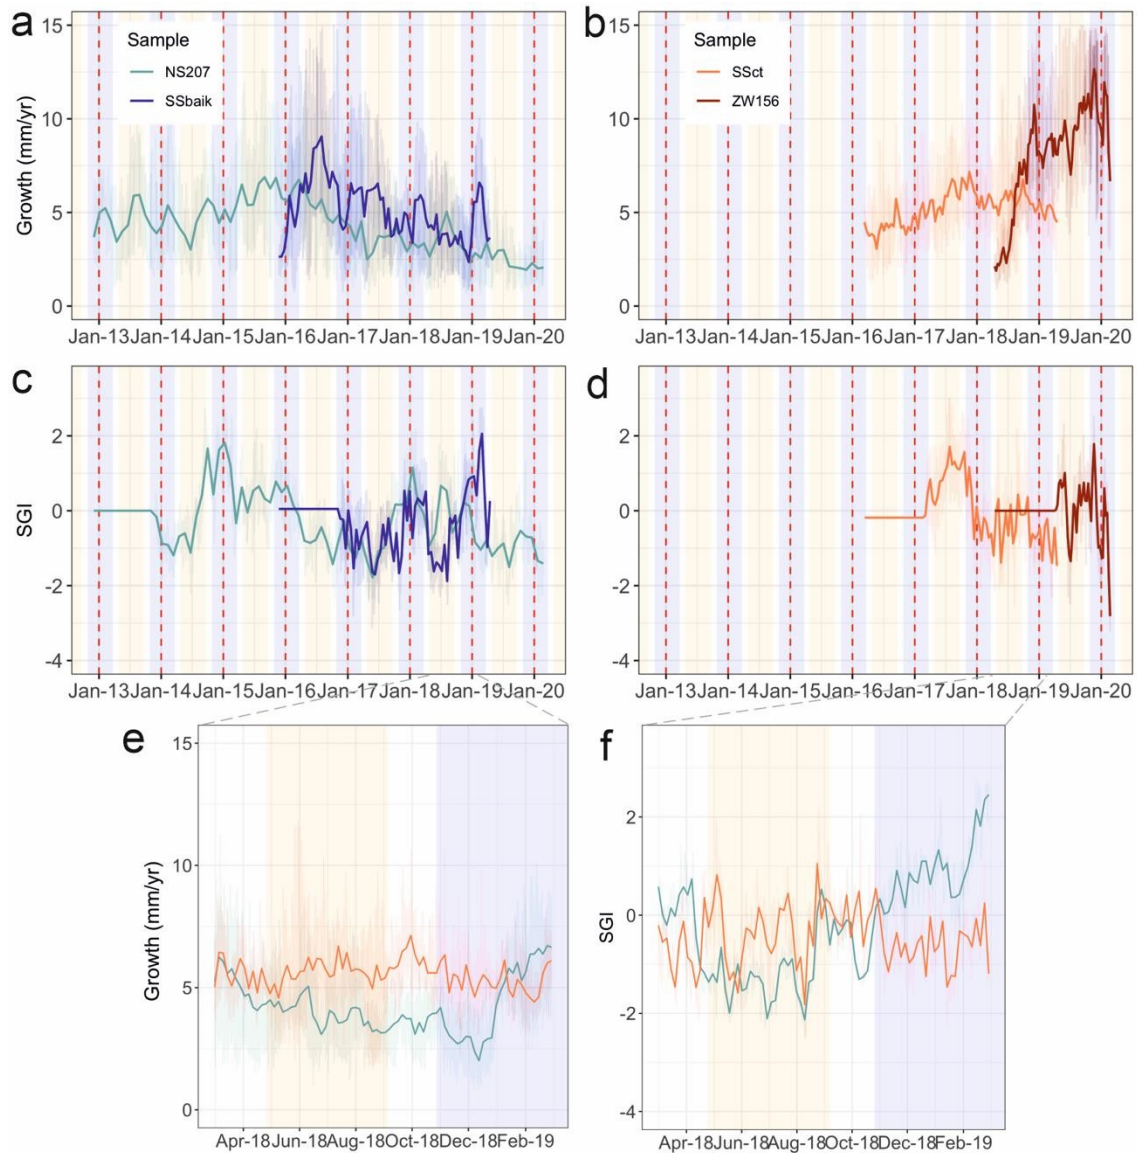 a
Growth (mm/yr)
15
10
5
0
Sample
NS207
SSbaik
Jan-13 Jan-14 Jan-15 Jan-16 Jan-17 Jan-18 Jan-19 Jan-20
b
15
10
5
0
Sample
SSct
ZW156
Jan-13 Jan-14 Jan-15 Jan-16 Jan-17 Jan-18 Jan-19 Jan-20
c
SGI
2
0
-2
-4
Jan-13 Jan-14 Jan-15 Jan-16 Jan-17 Jan-18 Jan-19 Jan-20
d
2
0
-2
-4
Jan-13 Jan-14 Jan-15 Jan-16 Jan-17 Jan-18 Jan-19 Jan-20
e
Growth (mm/yr)
15
10
5
0
Apr-18 Jun-18 Aug-18 Oct-18 Dec-18 Feb-19
f
SGI
2
0
-2
-4
Apr-18 Jun-18 Aug-18 Oct-18 Dec-18 Feb-19